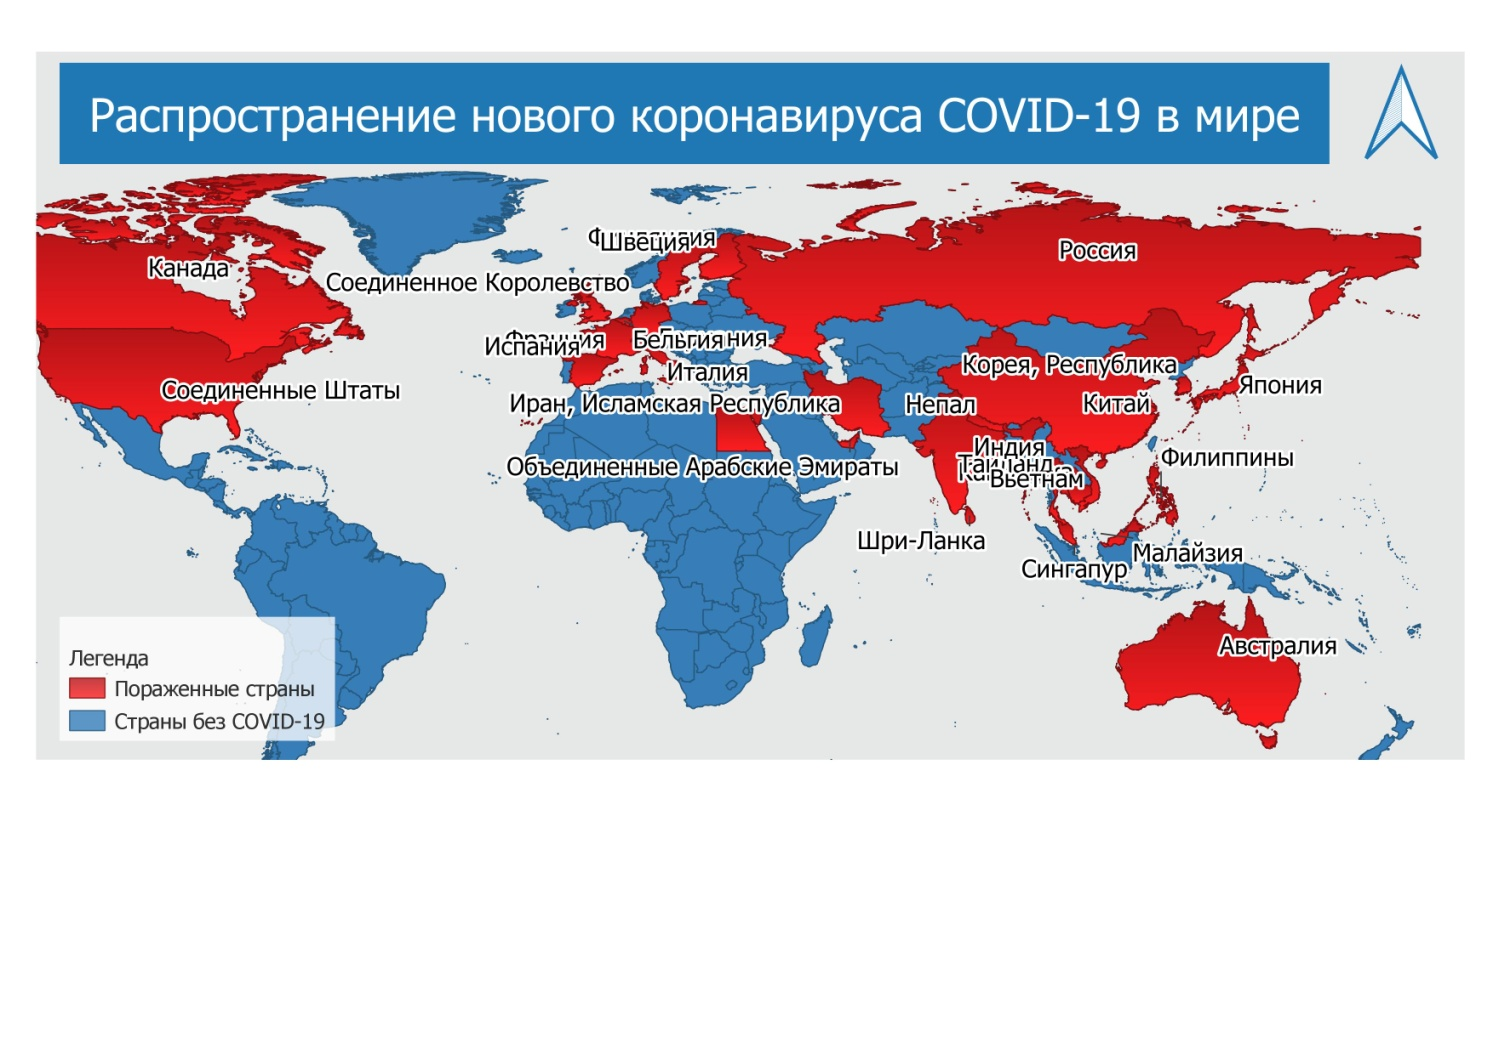 Распространение нового коронавируса COVID-19 в мире
Швеция
Россия
Канада
Соединенное Королевство
Испания
Бельгия
Италия
Корея, Республика
Соединенные Штаты
Япония
Иран, Исламская Республика
Непал
Китай
Индия
Объединенные Арабские Эмираты
Таиланд
Вьетнам
Филиппины
Шри-Ланка
Малайзия
Сингапур
Австралия
Легенда
Пораженные страны
Страны без COVID-19